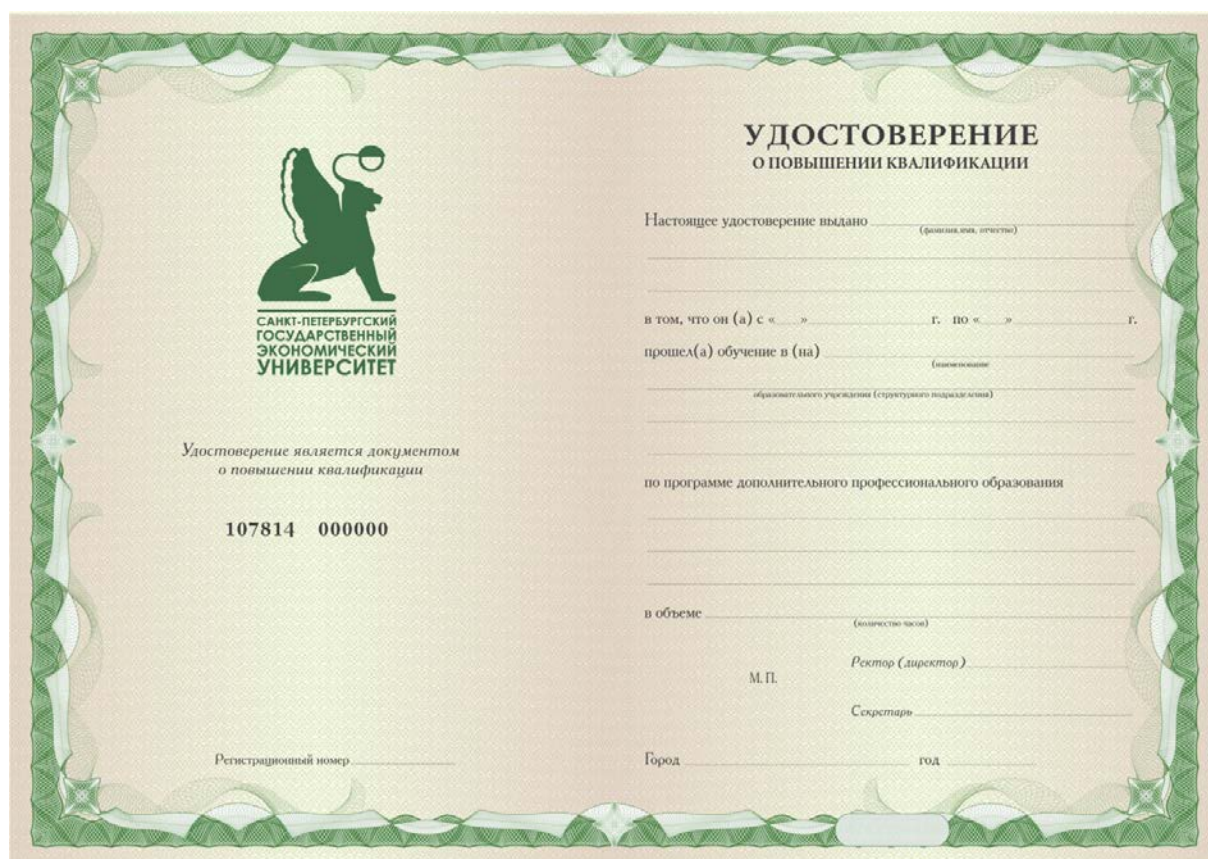 САНКТ-ПЕТЕРБУРГСКИЙ
ГОСУДАРСТВЕННЫЙ
ЭКОНОМИЧЕСКИЙ
УНИВЕРСИТЕТ
Удостоверение является документом
о повышении квалификации
107814 000000
Регистрационный номер
УДОСТОВЕРЕНИЕ
О ПОВЫШЕНИИ КВАЛИФИКАЦИИ
Настоящее удостоверение выдано
(фамилия, имя, отчество)
в том, что он (а) с « » г. по « » г.
прошел(а) обучение в (на)
(наименование
образовательного учреждения (структурного подразделения)
по программе дополнительного профессионального образования
в объеме
(количество часов)
Ректор (директор)
М. П.
Секретарь
Город год